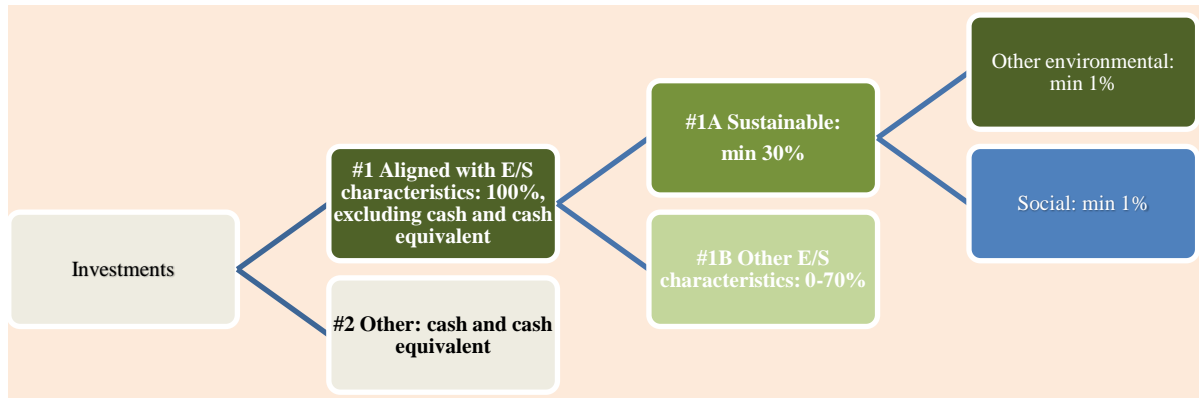 Investments
#1 Aligned with E/S
characteristics: 100%,
excluding cash and cash
equivalent
#2 Other: cash and cash
equivalent
#1A Sustainable:
min 30%
#1B Other E/S
characteristics: 0-70%
Other environmental:
min 1%
Social: min 1%